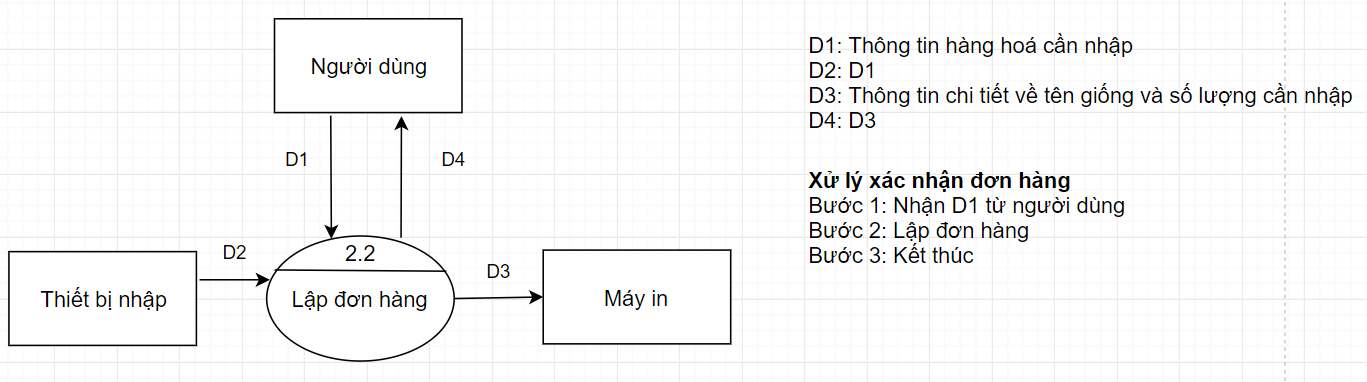 Người dùng
D1
D4
Thiết bị nhập
D2
2.2
Lập đơn hàng
D3
Máy in
D1: Thông tin hàng hoá cần nhập
D2: D1
D3: Thông tin chi tiết về tên giống và số lượng cần nhập
D4: D3
Xử lý xác nhận đơn hàng
Bước 1: Nhận D1 từ người dùng
Bước 2: Lập đơn hàng
Bước 3: Kết thúc